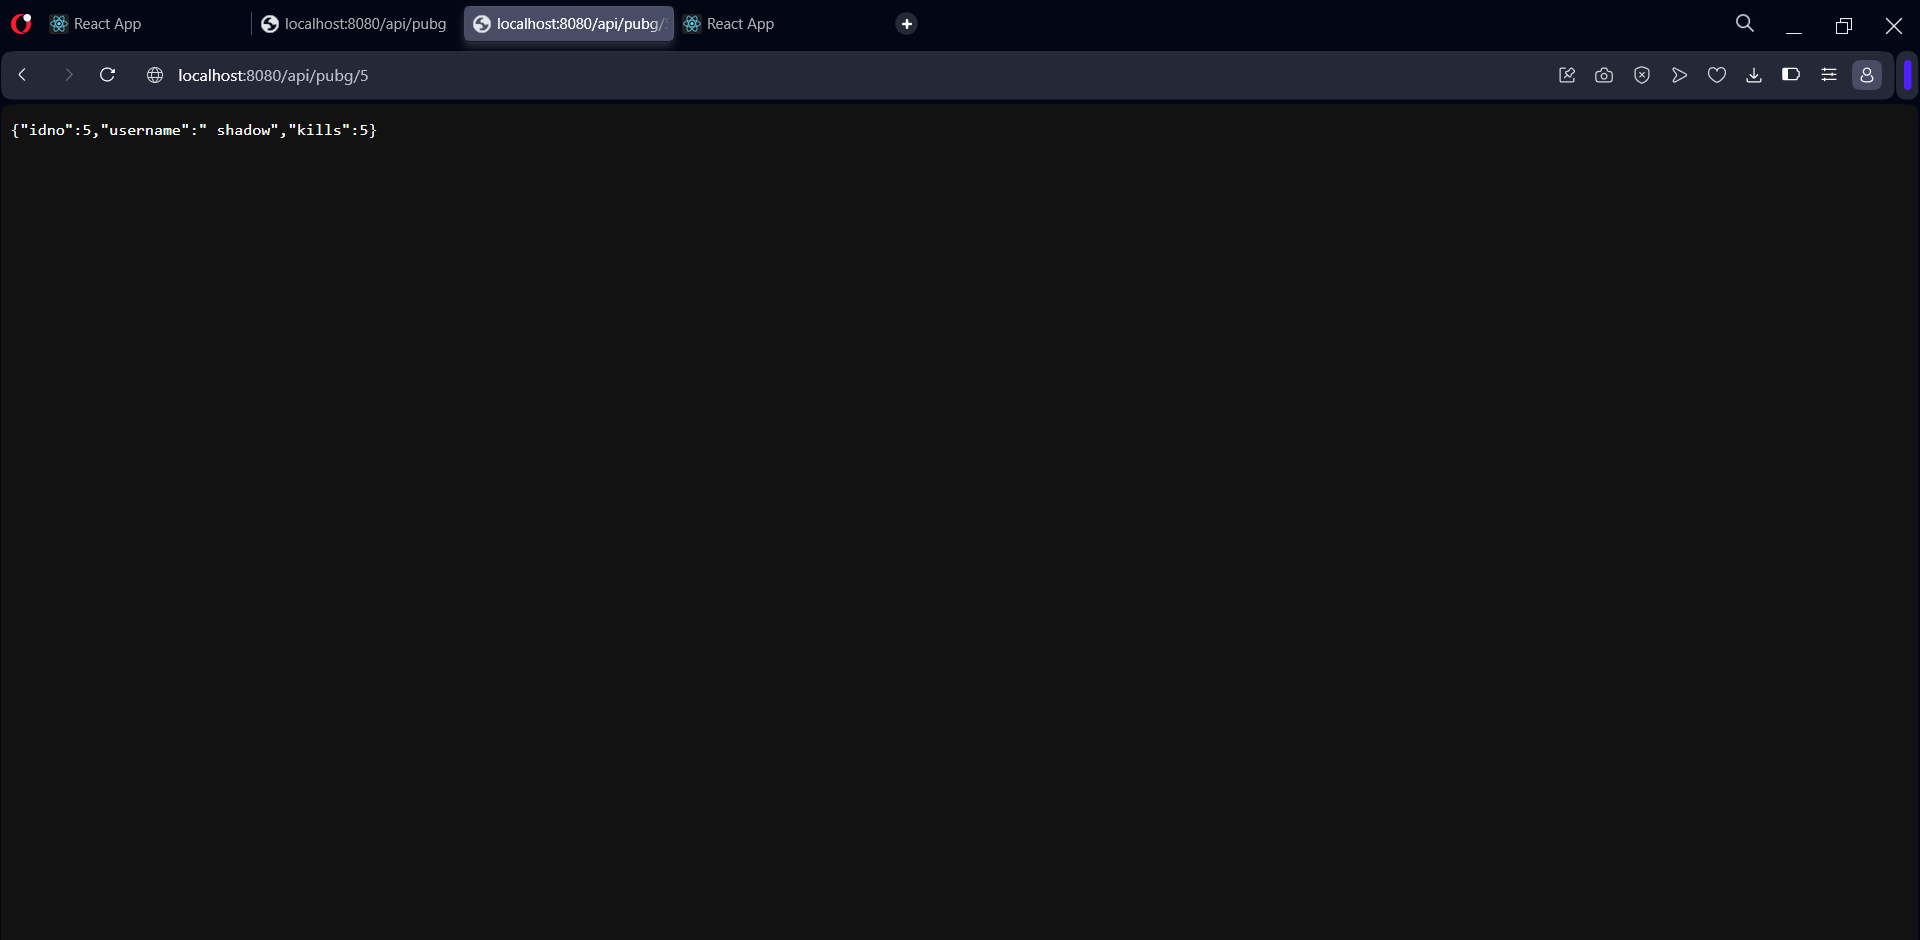 React App
localhost:8080/api/pubg
localhost:8080/api/pubg/
React App
localhost:8080/api/pubg/5
{"idno":5,"username":" shadow","kills":5}